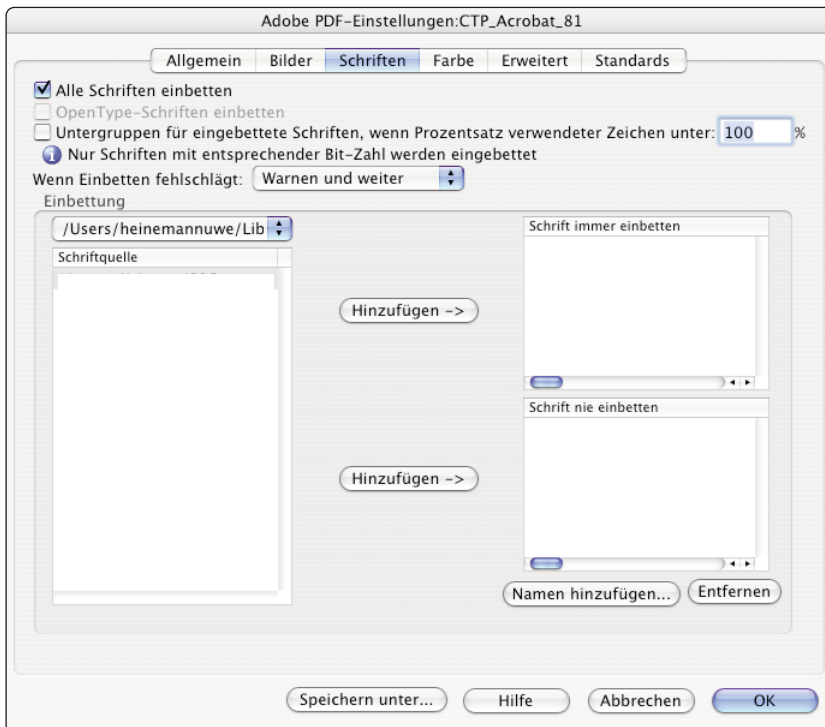 Adobe PDF-Einstellungen:CTP_Acrobat_81
Allgemein Bilder Schriften Farbe Erweitert Standards
Alle Schriften einbetten
OpenType-Schriften einbetten
Untergruppen für eingebettete Schriften, wenn Prozentsatz verwendeter Zeichen unter: 100 %
Nur Schriften mit entsprechender Bit-Zahl werden eingebettet
Wenn Einbetten fehlschlägt: Warnen und weiter
Einbettung
/Users/heinemannuwe/Lib
Schriftquelle
Schrift immer einbetten
Hinzufügen ->
Schrift nie einbetten
Hinzufügen ->
Namen hinzufügen... Entfernen
Speichern unter... Hilfe Abbrechen OK